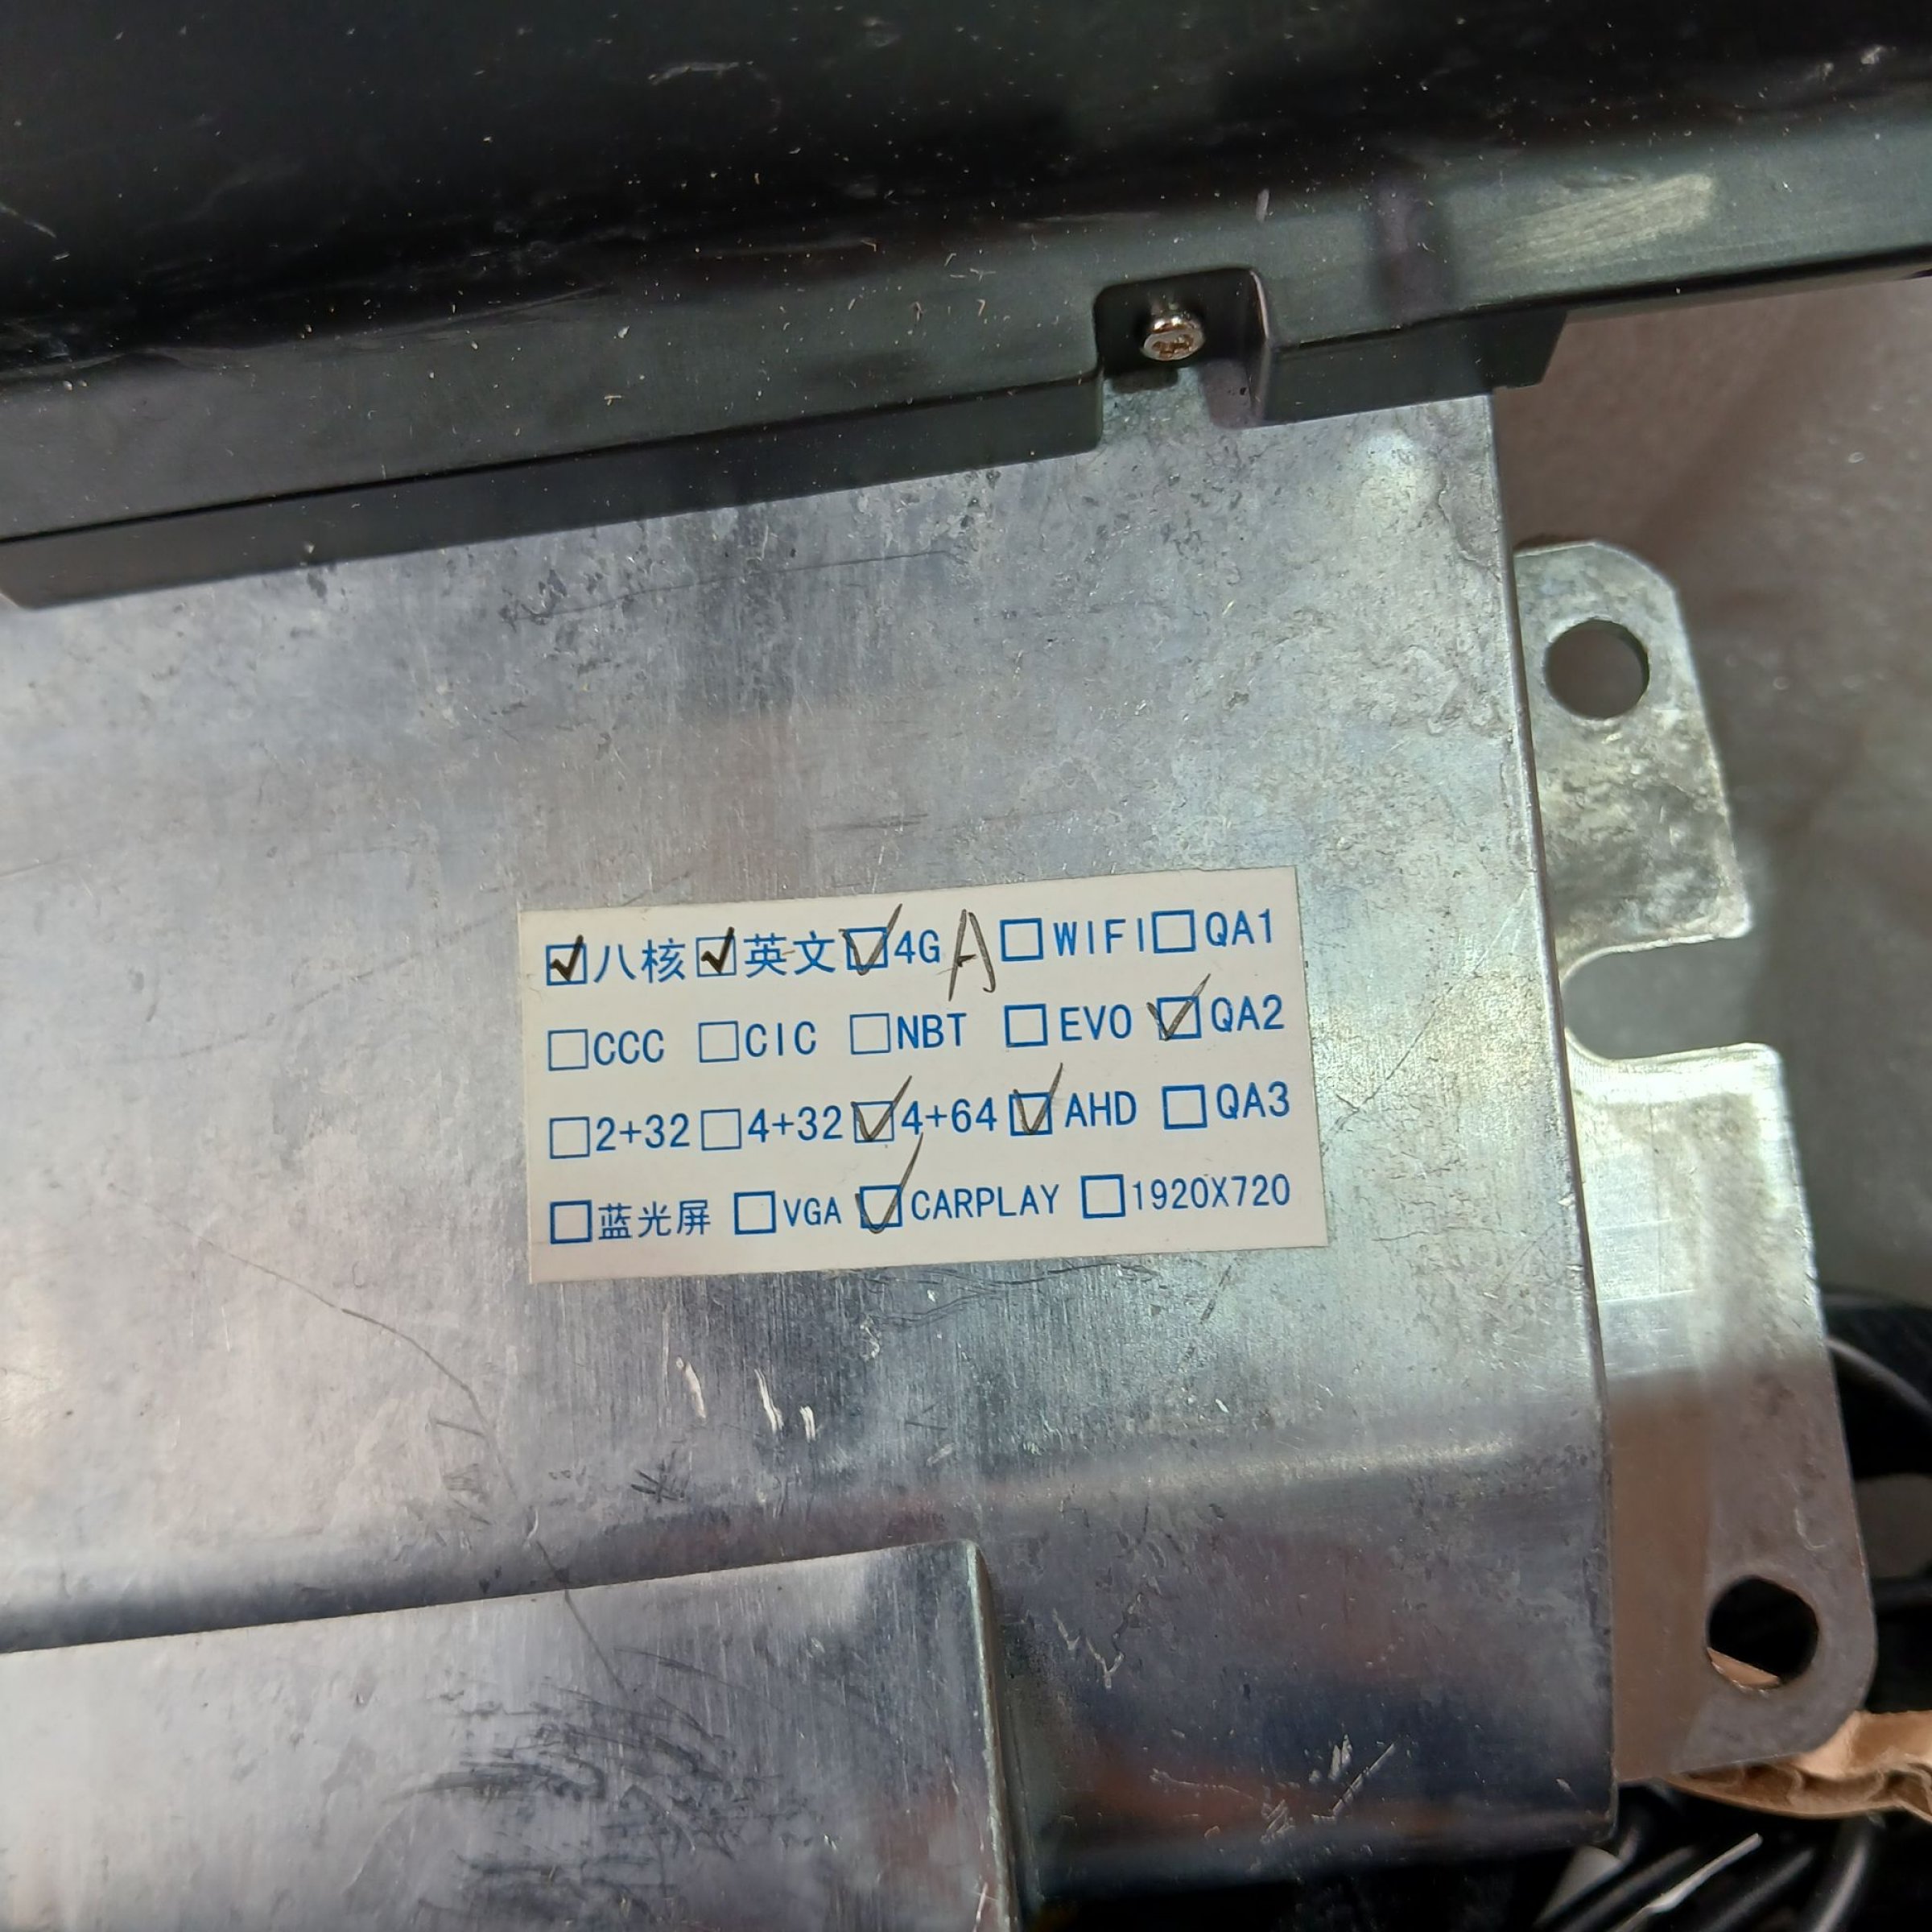 ☑八核 ☑英文 ☑4G A ☐WIFI ☐QA1
☐CCC ☐CIC ☐NBT ☐EVO ☑QA2
☐2+32 ☐4+32 ☑4+64 ☑AHD ☐QA3
☐蓝光屏 ☐VGA ☑CARPLAY ☐1920X720